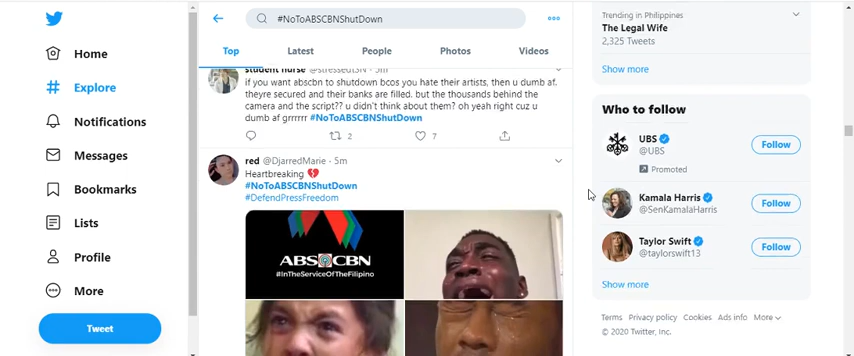 Home
Explore
Notifications
Messages
Bookmarks
Lists
Profile
More
Tweet
#NoToABSCBNShutDown
Top
Latest
People
Photos
Videos
student nurse @stressedtSN · 5m
if you want abscbn to shutdown bcos you hate their artists, then u dumb af.
theyre secured and their banks are filled. but the thousands behind the
camera and the script?? u didn't think about them? oh yeah right cuz u
dumb af grrrrrr #NoToABSCBNShutDown
2
7
red @DjarredMarie · 5m
Heartbreaking
#NoToABSCBNShutDown
#DefendPressFreedom
ABS CBN
#InTheServiceOfTheFilipino
Trending in Philippines
The Legal Wife
2,325 Tweets
Show more
Who to follow
UBS
@UBS
Promoted
Follow
Kamala Harris
@SenKamalaHarris
Follow
Taylor Swift
@taylorswift13
Follow
Show more
Terms Privacy policy Cookies Ads info More
© 2020 Twitter, Inc.